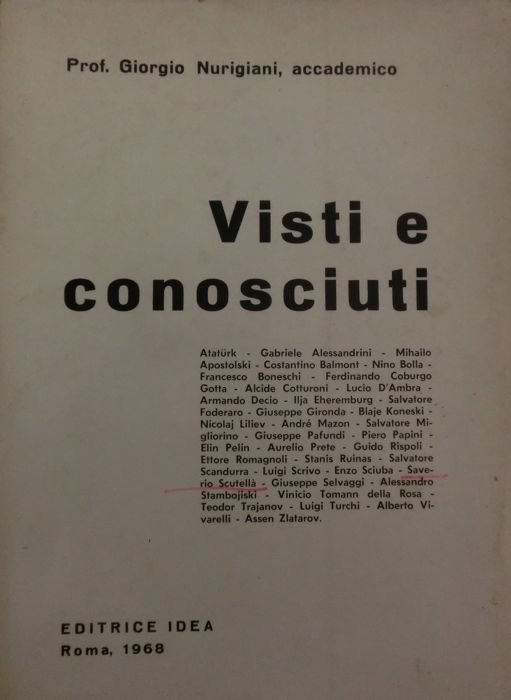 Prof. Giorgio Nurigiani, accademico
Visti e
conosciuti
Atatürk - Gabriele Alessandrini - Mihailo
Apostolski - Costantino Balmont - Nino Bolla -
Francesco Boneschi - Ferdinando Coburgo
Gotta - Alcide Cotturoni - Lucio D'Ambra -
Armando Decio - Ilja Eheremburg - Salvatore
Foderaro - Giuseppe Gironda - Blaje Koneski -
Nicolaj Liliev - André Mazon - Salvatore Mi-
gliorino - Giuseppe Pafundi - Piero Papini -
Elin Pelin - Aurelio Prete - Guido Rispoli -
Ettore Romagnoli - Stanis Ruinas - Salvatore
Scandurra - Luigi Scrivo - Enzo Sciuba - Save-
rio Scutellà - Giuseppe Selvaggi - Alessandro
Stambojiski - Vinicio Tomann della Rosa -
Teodor Trajanov - Luigi Turchi - Alberto Vi-
varelli - Assen Zlatarov.
EDITRICE IDEA
Roma, 1968